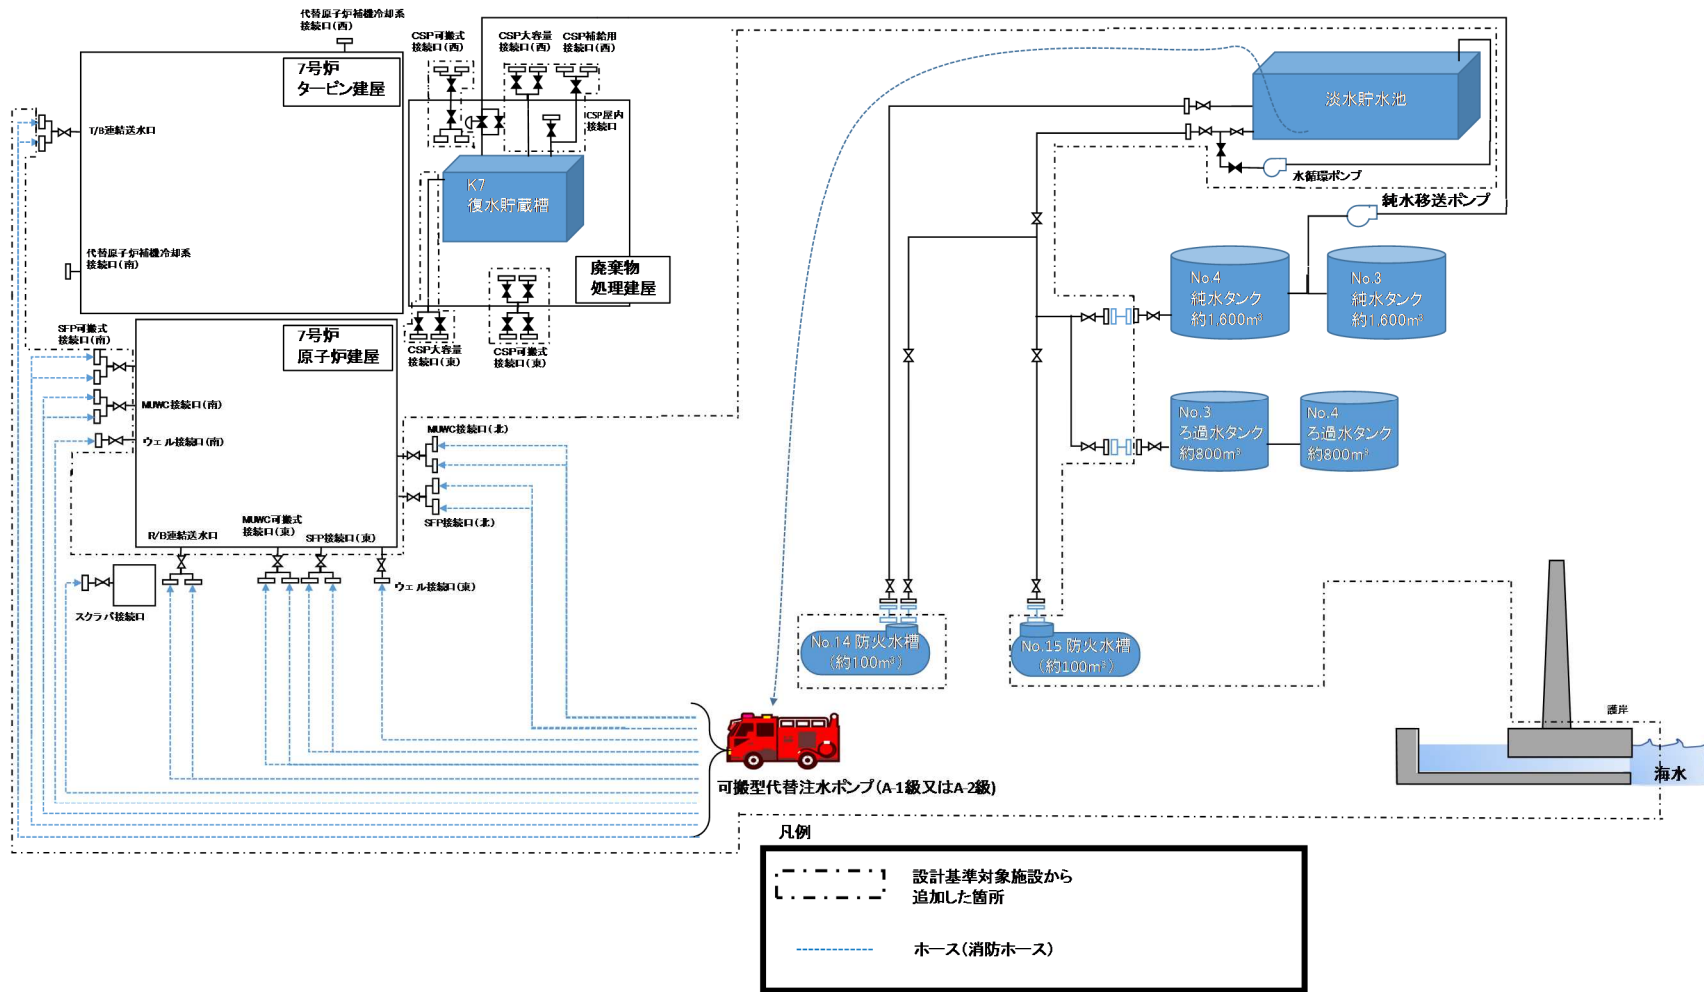 代替原子炉補機冷却系
接続口(西)
7号炉
タービン建屋
T/B連結送水口
代替原子炉補機冷却系
接続口(南)
CSP可搬式
接続口(西)
CSP大容量
接続口(西)
CSP補給用
接続口(西)
CSP屋内
接続口
K7
復水貯蔵槽
廃棄物
処理建屋
CSP大容量
接続口(東)
CSP可搬式
接続口(東)
淡水貯水池
水循環ポンプ
純水移送ポンプ
No.4
純水タンク
約1,600m³
No.3
純水タンク
約1,600m³
No.3
ろ過水タンク
約800m³
No.4
ろ過水タンク
約800m³
SFP可搬式
接続口(南)
7号炉
原子炉建屋
MUWC接続口(南)
ウェル接続口(南)
MUWC接続口(北)
SFP接続口(北)
R/B連結送水口
MUWC可搬式
接続口(東)
SFP接続口(東)
ウェル接続口(東)
スクラバ接続口
No.14 防火水槽
(約100m³)
No.15 防火水槽
(約100m³)
護岸
海水
可搬型代替注水ポンプ(A-1級又はA-2級)
凡例
設計基準対象施設から
追加した箇所
ホース(消防ホース)